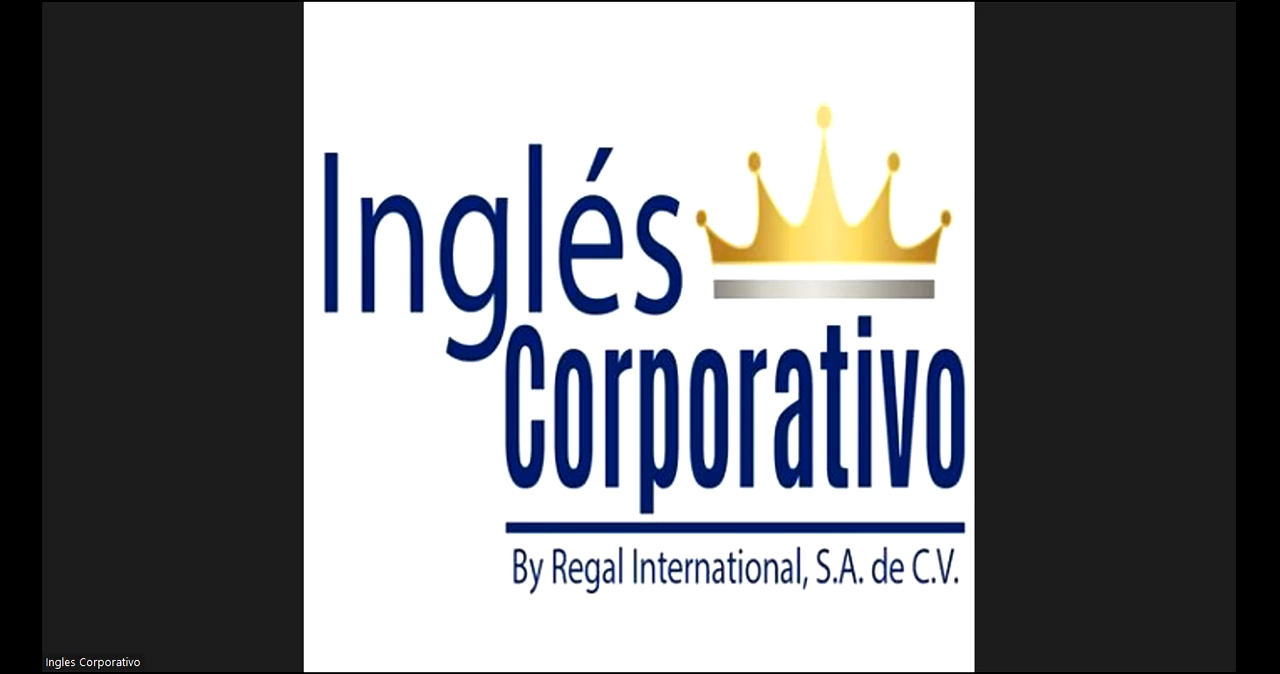 Inglés
Corporativo
By Regal International, S.A. de C.V.
Ingles Corporativo